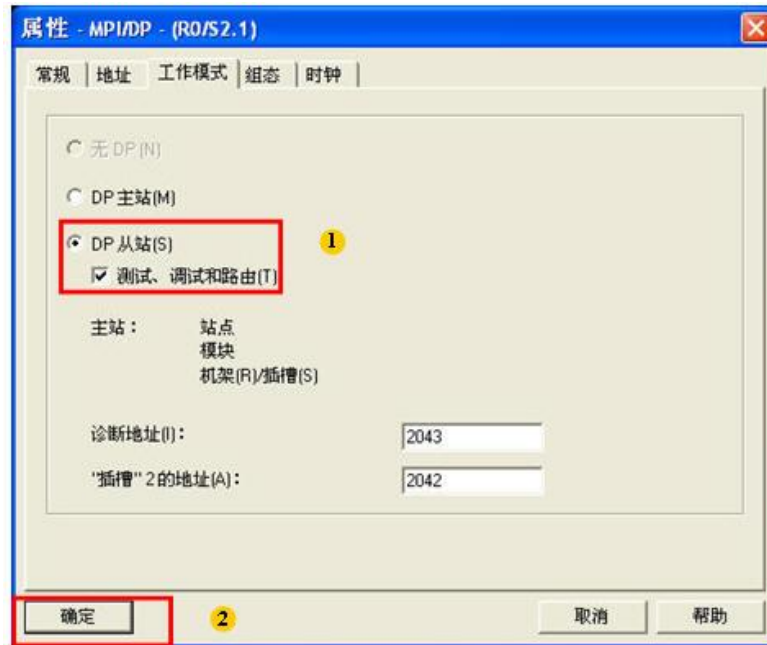 属性 - MPI/DP - (R0/S2.1)
常规 地址 工作模式 组态 时钟
无 DP(N)
DP 主站(M)
DP 从站(S)
1
测试、调试和路由(T)
主站： 站点
模块
机架(R)/插槽(S)
诊断地址(I)： 2043
"插槽" 2 的地址(A)： 2042
确定 2 取消 帮助